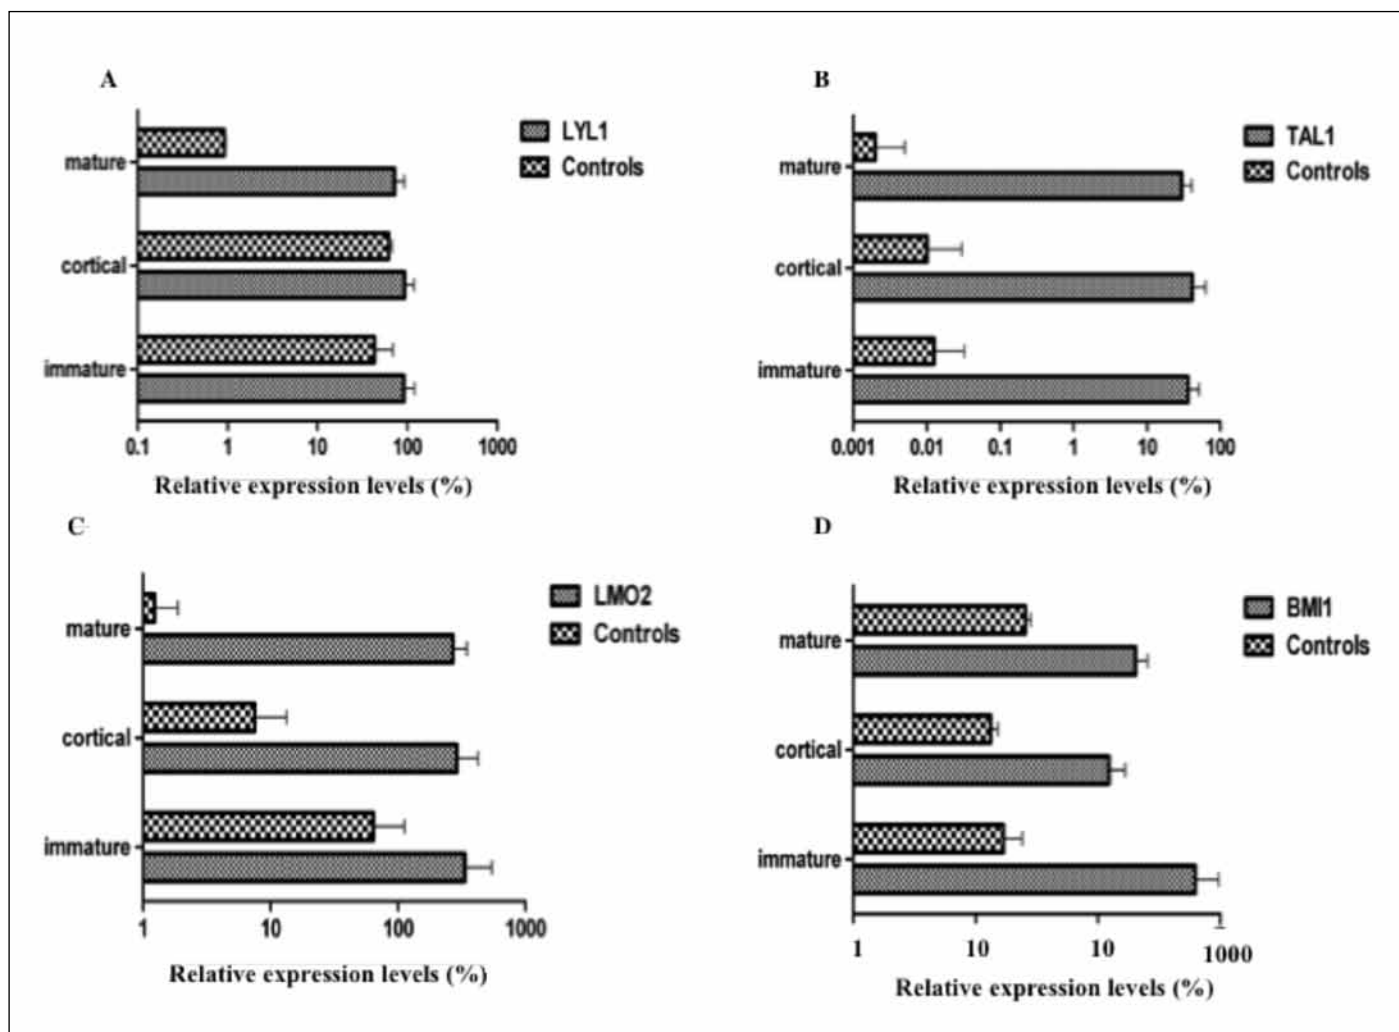 A
LYL1
Controls
mature
cortical
immature
0.1 1 10 100 1000
Relative expression levels (%)
B
TAL1
Controls
mature
cortical
immature
0.001 0.01 0.1 1 10 100
Relative expression levels (%)
C
LMO2
Controls
mature
cortical
immature
1 10 100 1000
Relative expression levels (%)
D
BMI1
Controls
mature
cortical
immature
1 10 10 1000
Relative expression levels (%)